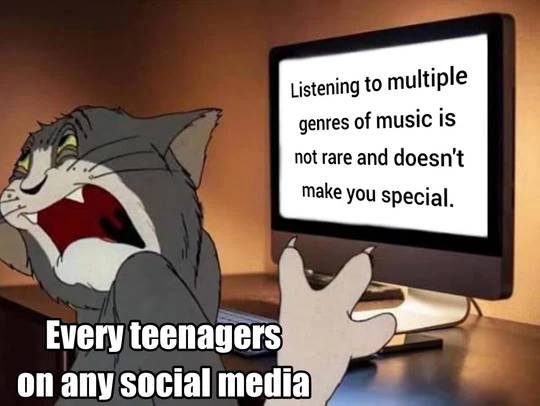 Listening to multiple
genres of music is
not rare and doesn't
make you special.
Every teenagers
on any social media